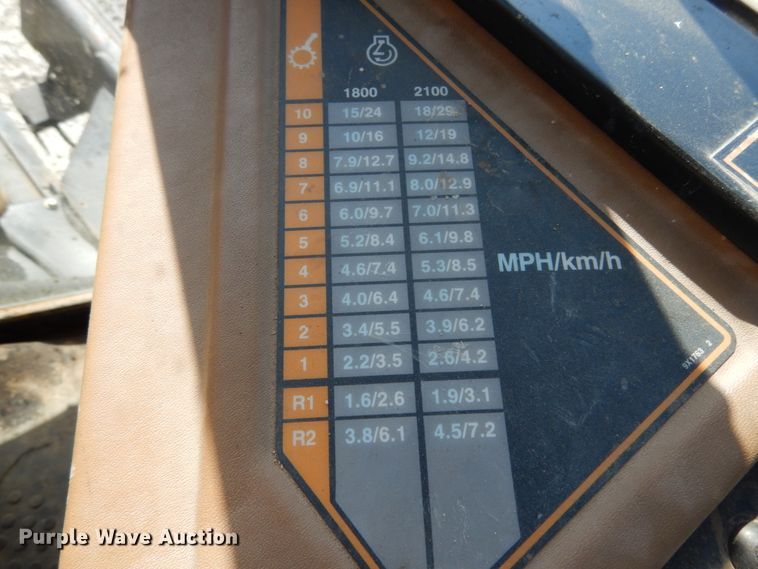 1800 2100
10 15/24 18/29
9 10/16 12/19
8 7.9/12.7 9.2/14.8
7 6.9/11.1 8.0/12.9
6 6.0/9.7 7.0/11.3
5 5.2/8.4 6.1/9.8
4 4.6/7.4 5.3/8.5
MPH/km/h
3 4.0/6.4 4.6/7.4
2 3.4/5.5 3.9/6.2
1 2.2/3.5 2.6/4.2
R1 1.6/2.6 1.9/3.1
R2 3.8/6.1 4.5/7.2
9X1763 2
Purple Wave Auction